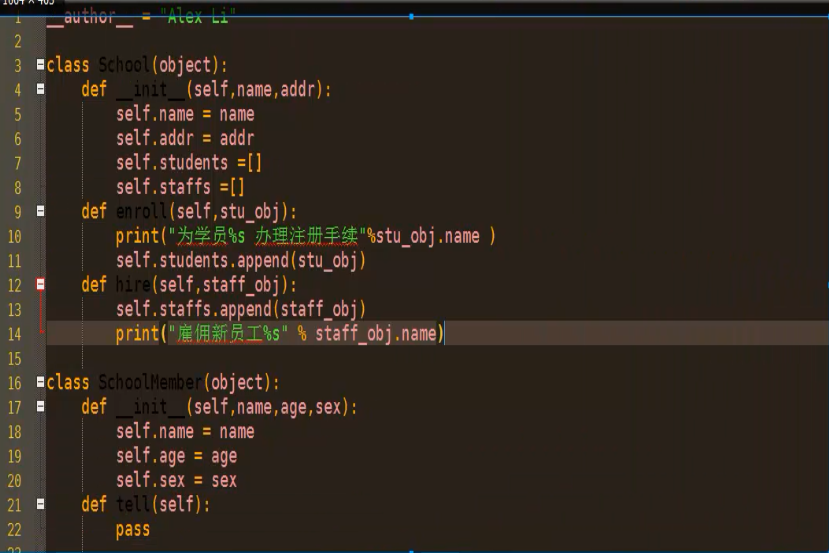 1 __author__ = "Alex Li"
2
3 class School(object):
4     def __init__(self,name,addr):
5         self.name = name
6         self.addr = addr
7         self.students =[]
8         self.staffs =[]
9     def enroll(self,stu_obj):
10         print("为学员%s 办理注册手续"%stu_obj.name )
11         self.students.append(stu_obj)
12     def hire(self,staff_obj):
13         self.staffs.append(staff_obj)
14         print("雇佣新员工%s" % staff_obj.name)
15
16 class SchoolMember(object):
17     def __init__(self,name,age,sex):
18         self.name = name
19         self.age = age
20         self.sex = sex
21     def tell(self):
22         pass